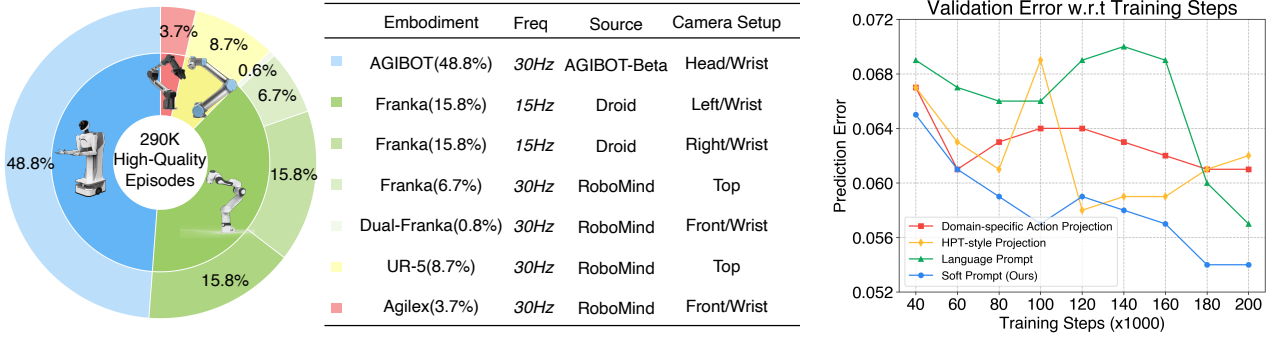 3.7%
8.7%
0.6%
6.7%
48.8%
290K
High-Quality
Episodes
15.8%
15.8%
Embodiment Freq Source Camera Setup
AGIBOT(48.8%) 30Hz AGIBOT-Beta Head/Wrist
Franka(15.8%) 15Hz Droid Left/Wrist
Franka(15.8%) 15Hz Droid Right/Wrist
Franka(6.7%) 30Hz RoboMind Top
Dual-Franka(0.8%) 30Hz RoboMind Front/Wrist
UR-5(8.7%) 30Hz RoboMind Top
Agilex(3.7%) 30Hz RoboMind Front/Wrist
Validation Error w.r.t Training Steps
Prediction Error
0.072
0.068
0.064
0.060
0.056
0.052
Domain-specific Action Projection
HPT-style Projection
Language Prompt
Soft Prompt (Ours)
40 60 80 100 120 140 160 180 200
Training Steps (x1000)